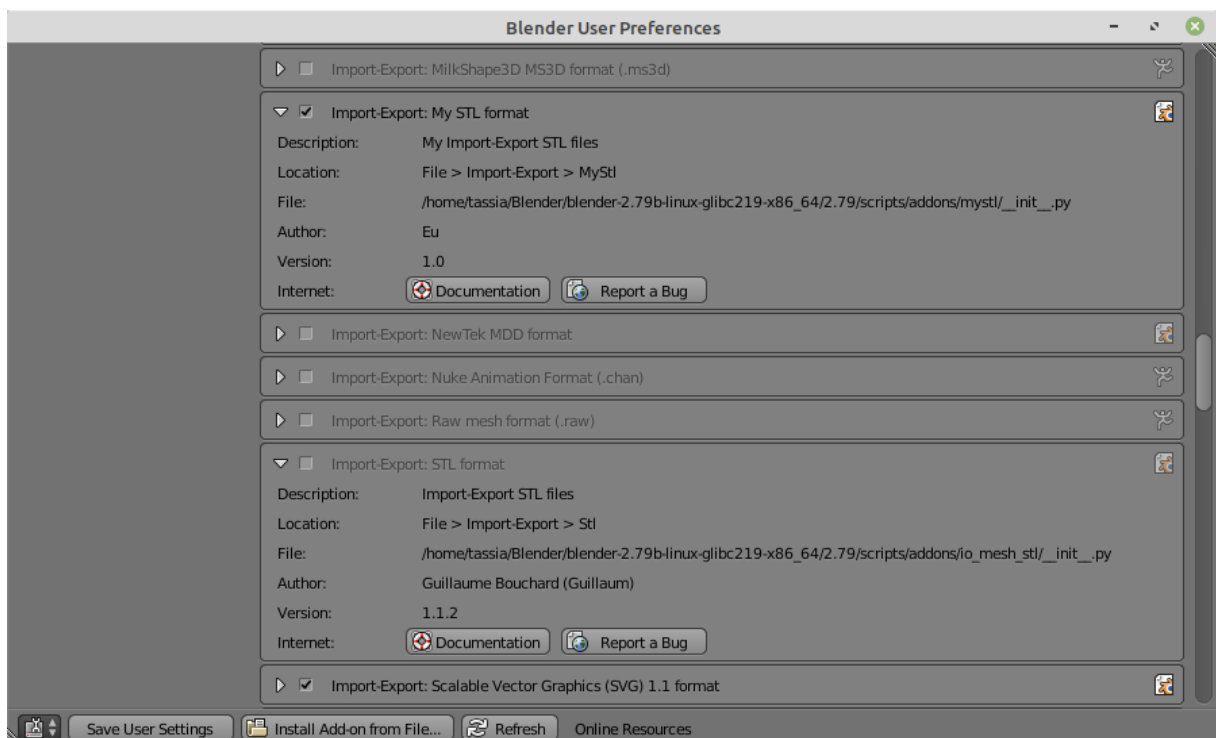 Blender User Preferences
Import-Export: MilkShape3D MS3D format (.ms3d)
Import-Export: My STL format
Description: My Import-Export STL files
Location: File > Import-Export > MyStl
File: /home/tassia/Blender/blender-2.79b-linux-glibc219-x86_64/2.79/scripts/addons/mystl/__init__.py
Author: Eu
Version: 1.0
Internet: Documentation Report a Bug
Import-Export: NewTek MDD format
Import-Export: Nuke Animation Format (.chan)
Import-Export: Raw mesh format (.raw)
Import-Export: STL format
Description: Import-Export STL files
Location: File > Import-Export > Stl
File: /home/tassia/Blender/blender-2.79b-linux-glibc219-x86_64/2.79/scripts/addons/io_mesh_stl/__init__.py
Author: Guillaume Bouchard (Guillaum)
Version: 1.1.2
Internet: Documentation Report a Bug
Import-Export: Scalable Vector Graphics (SVG) 1.1 format
Save User Settings Install Add-on from File... Refresh Online Resources